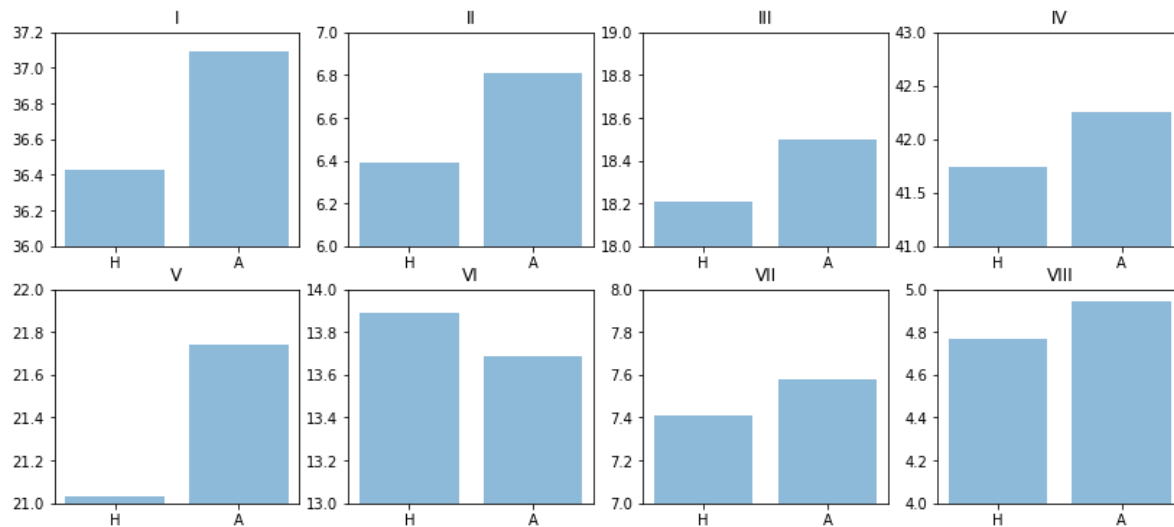 I II III IV
37.2 7.0 19.0 43.0
37.0 6.8 18.8 42.5
36.8 6.6 18.6 42.0
36.6 6.4 18.4 41.5
36.4 6.2 18.2 41.0
36.2 6.0 18.0
36.0
H A H A H A H A
V VI VII VIII
22.0 14.0 8.0 5.0
21.8 13.8 7.8 4.8
21.6 13.6 7.6 4.6
21.4 13.4 7.4 4.4
21.2 13.2 7.2 4.2
21.0 13.0 7.0 4.0
H A H A H A H A